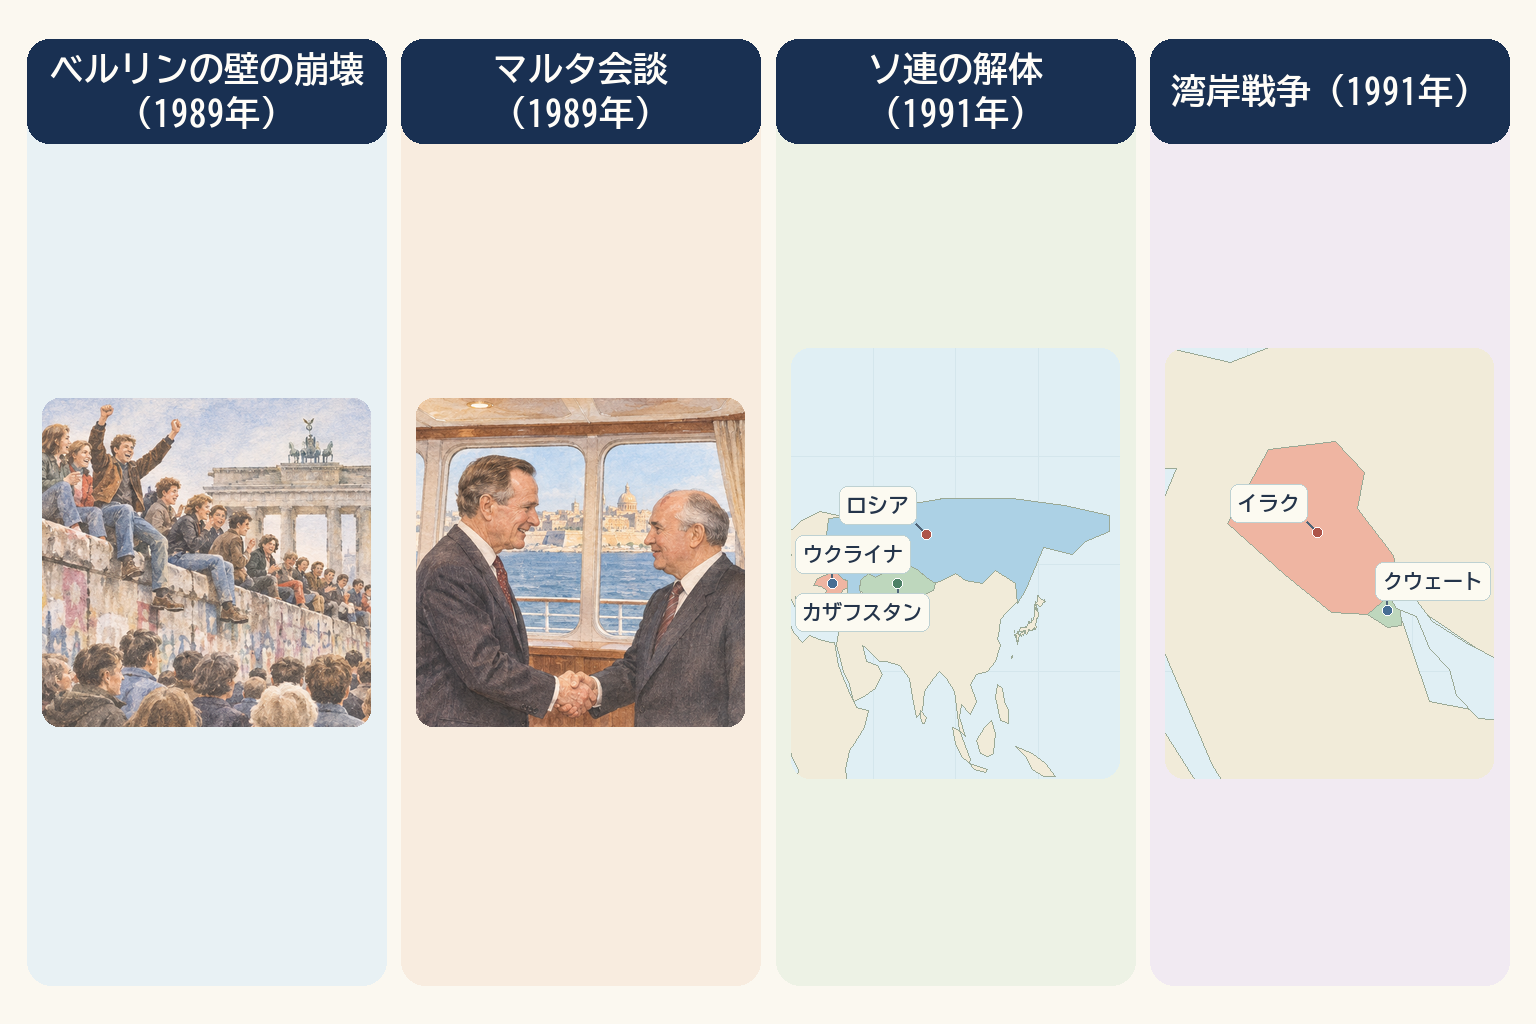 ベルリンの壁の崩壊
（1989年）
マルタ会談
（1989年）
ソ連の解体
（1991年）
湾岸戦争（1991年）
ロシア
ウクライナ
カザフスタン
イラク
クウェート